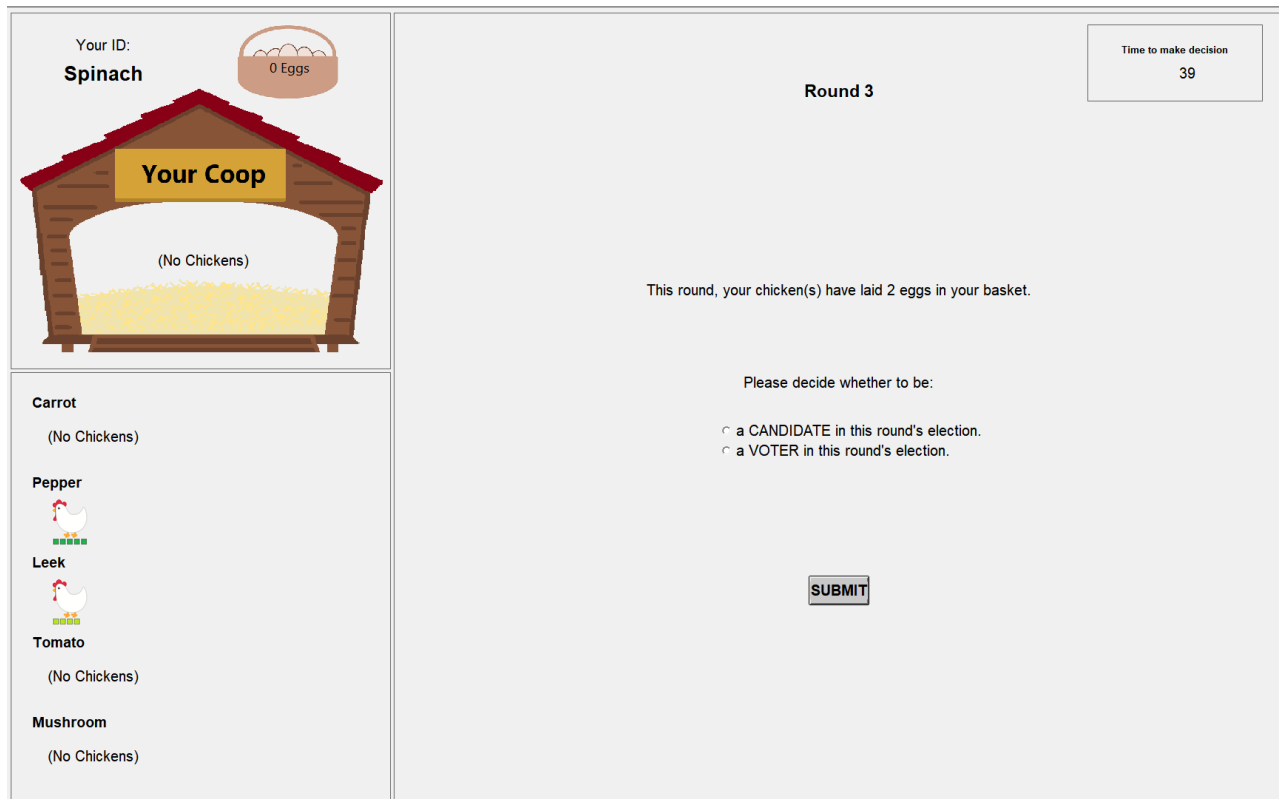 Your ID:
Spinach
0 Eggs
Your Coop
(No Chickens)
Carrot
(No Chickens)
Pepper
Leek
Tomato
(No Chickens)
Mushroom
(No Chickens)
Time to make decision
39
Round 3
This round, your chicken(s) have laid 2 eggs in your basket.
Please decide whether to be:
a CANDIDATE in this round's election.
a VOTER in this round's election.
SUBMIT